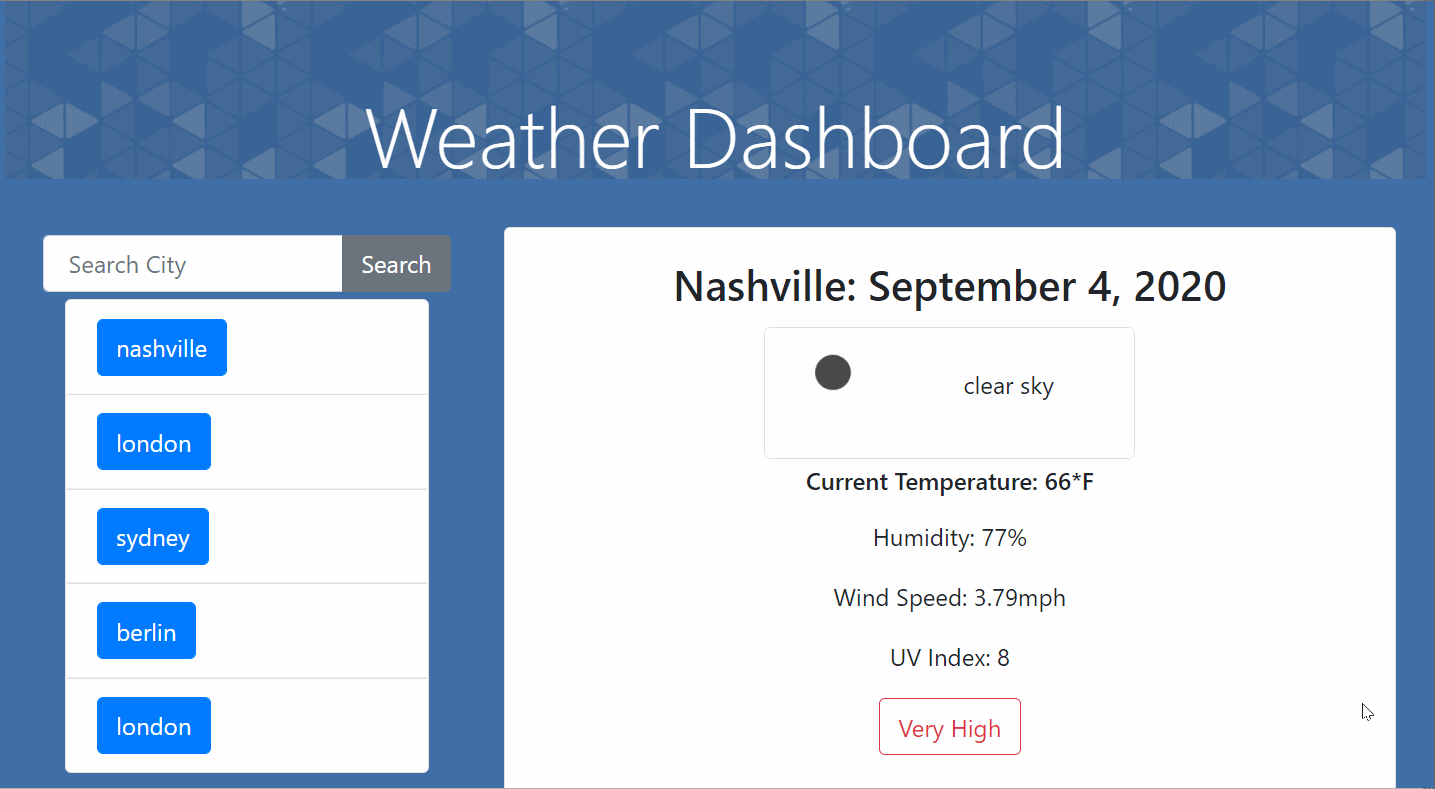 Weather Dashboard
Search City
Search
nashville
london
sydney
berlin
london
Nashville: September 4, 2020
clear sky
Current Temperature: 66*F
Humidity: 77%
Wind Speed: 3.79mph
UV Index: 8
Very High